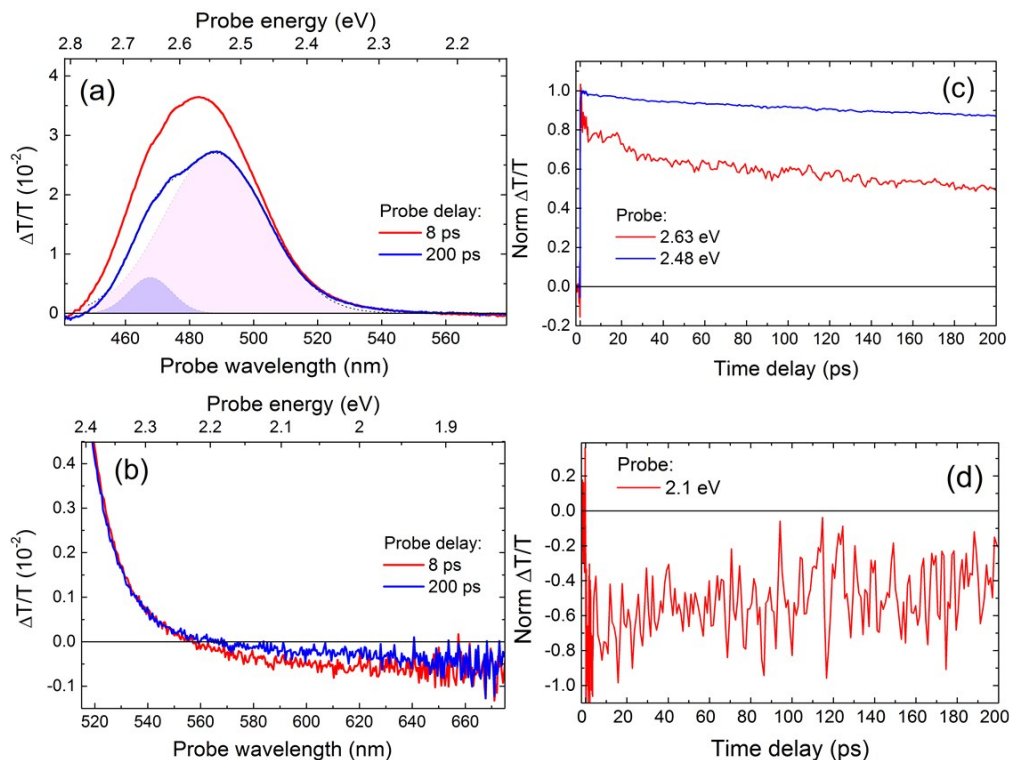 Probe energy (eV)
2.8 2.7 2.6 2.5 2.4 2.3 2.2
(a)
4
3
2
1
0
ΔT/T (10⁻²)
Probe delay:
8 ps
200 ps
460 480 500 520 540 560
Probe wavelength (nm)
(c)
1.0
0.8
0.6
0.4
0.2
0.0
-0.2
Norm ΔT/T
Probe:
2.63 eV
2.48 eV
0 20 40 60 80 100 120 140 160 180 200
Time delay (ps)
Probe energy (eV)
2.4 2.3 2.2 2.1 2 1.9
(b)
0.4
0.3
0.2
0.1
0.0
-0.1
ΔT/T (10⁻²)
Probe delay:
8 ps
200 ps
520 540 560 580 600 620 640 660
Probe wavelength (nm)
(d)
0.2
0.0
-0.2
-0.4
-0.6
-0.8
-1.0
Norm ΔT/T
Probe:
2.1 eV
0 20 40 60 80 100 120 140 160 180 200
Time delay (ps)